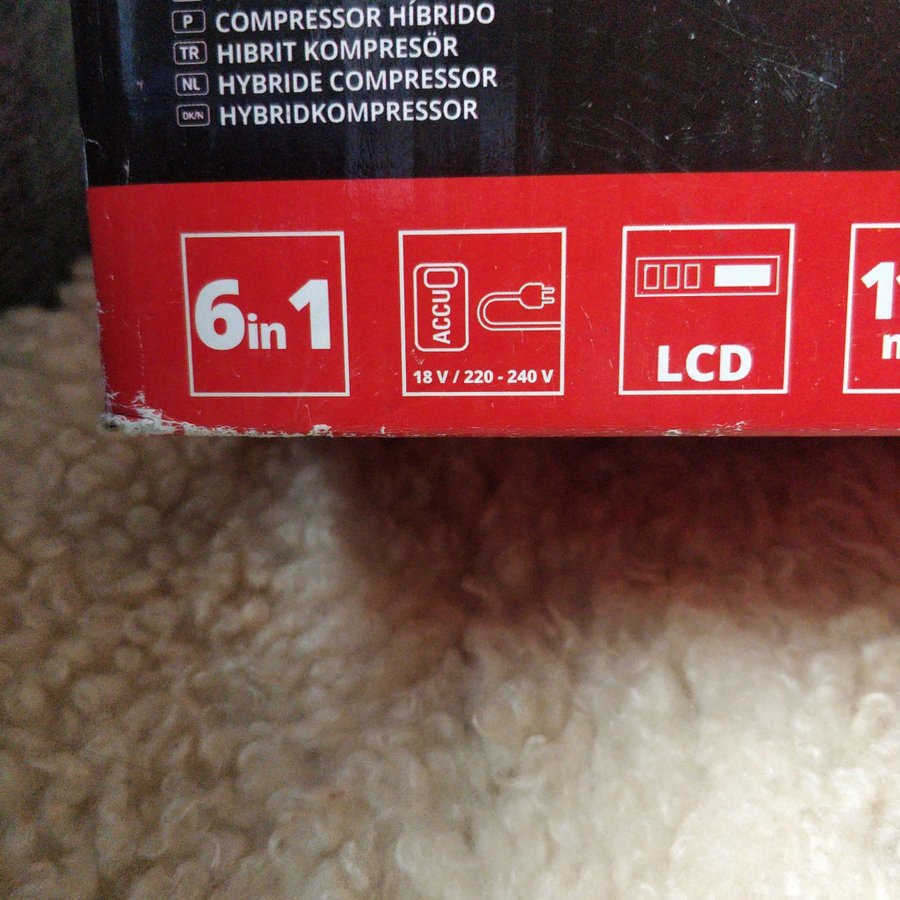 P COMPRESSOR HÍBRIDO
TR HIBRIT KOMPRESÖR
NL HYBRIDE COMPRESSOR
DK/N HYBRIDKOMPRESSOR
6in1
ACCU
18 V / 220 - 240 V
LCD